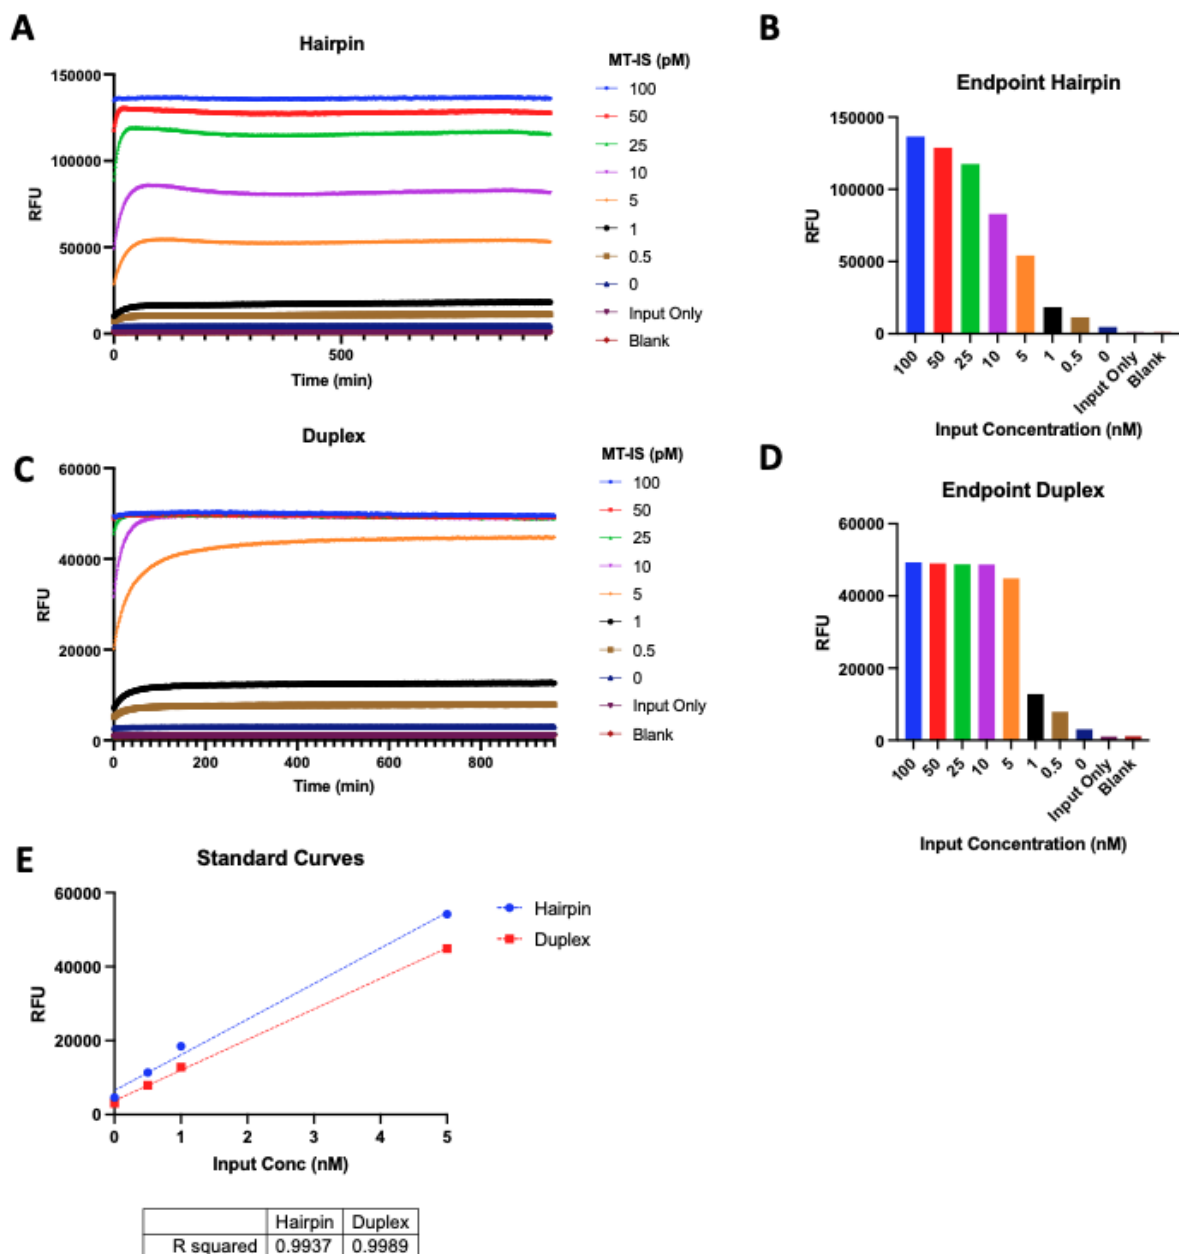 A
Hairpin
150000
100000
50000
0
RFU
0
500
Time (min)
MT-IS (pM)
100
50
25
10
5
1
0.5
0
Input Only
Blank
B
Endpoint Hairpin
150000
100000
50000
0
RFU
100
50
25
10
5
1
0.5
0
Input Only
Blank
Input Concentration (nM)
C
Duplex
60000
40000
20000
0
RFU
0
200
400
600
800
Time (min)
MT-IS (pM)
100
50
25
10
5
1
0.5
0
Input Only
Blank
D
Endpoint Duplex
60000
40000
20000
0
RFU
100
50
25
10
5
1
0.5
0
Input Only
Blank
Input Concentration (nM)
E
Standard Curves
60000
40000
20000
0
RFU
0
1
2
3
4
5
Input Conc (nM)
Hairpin
Duplex
Hairpin Duplex
R squared 0.9937 0.9989